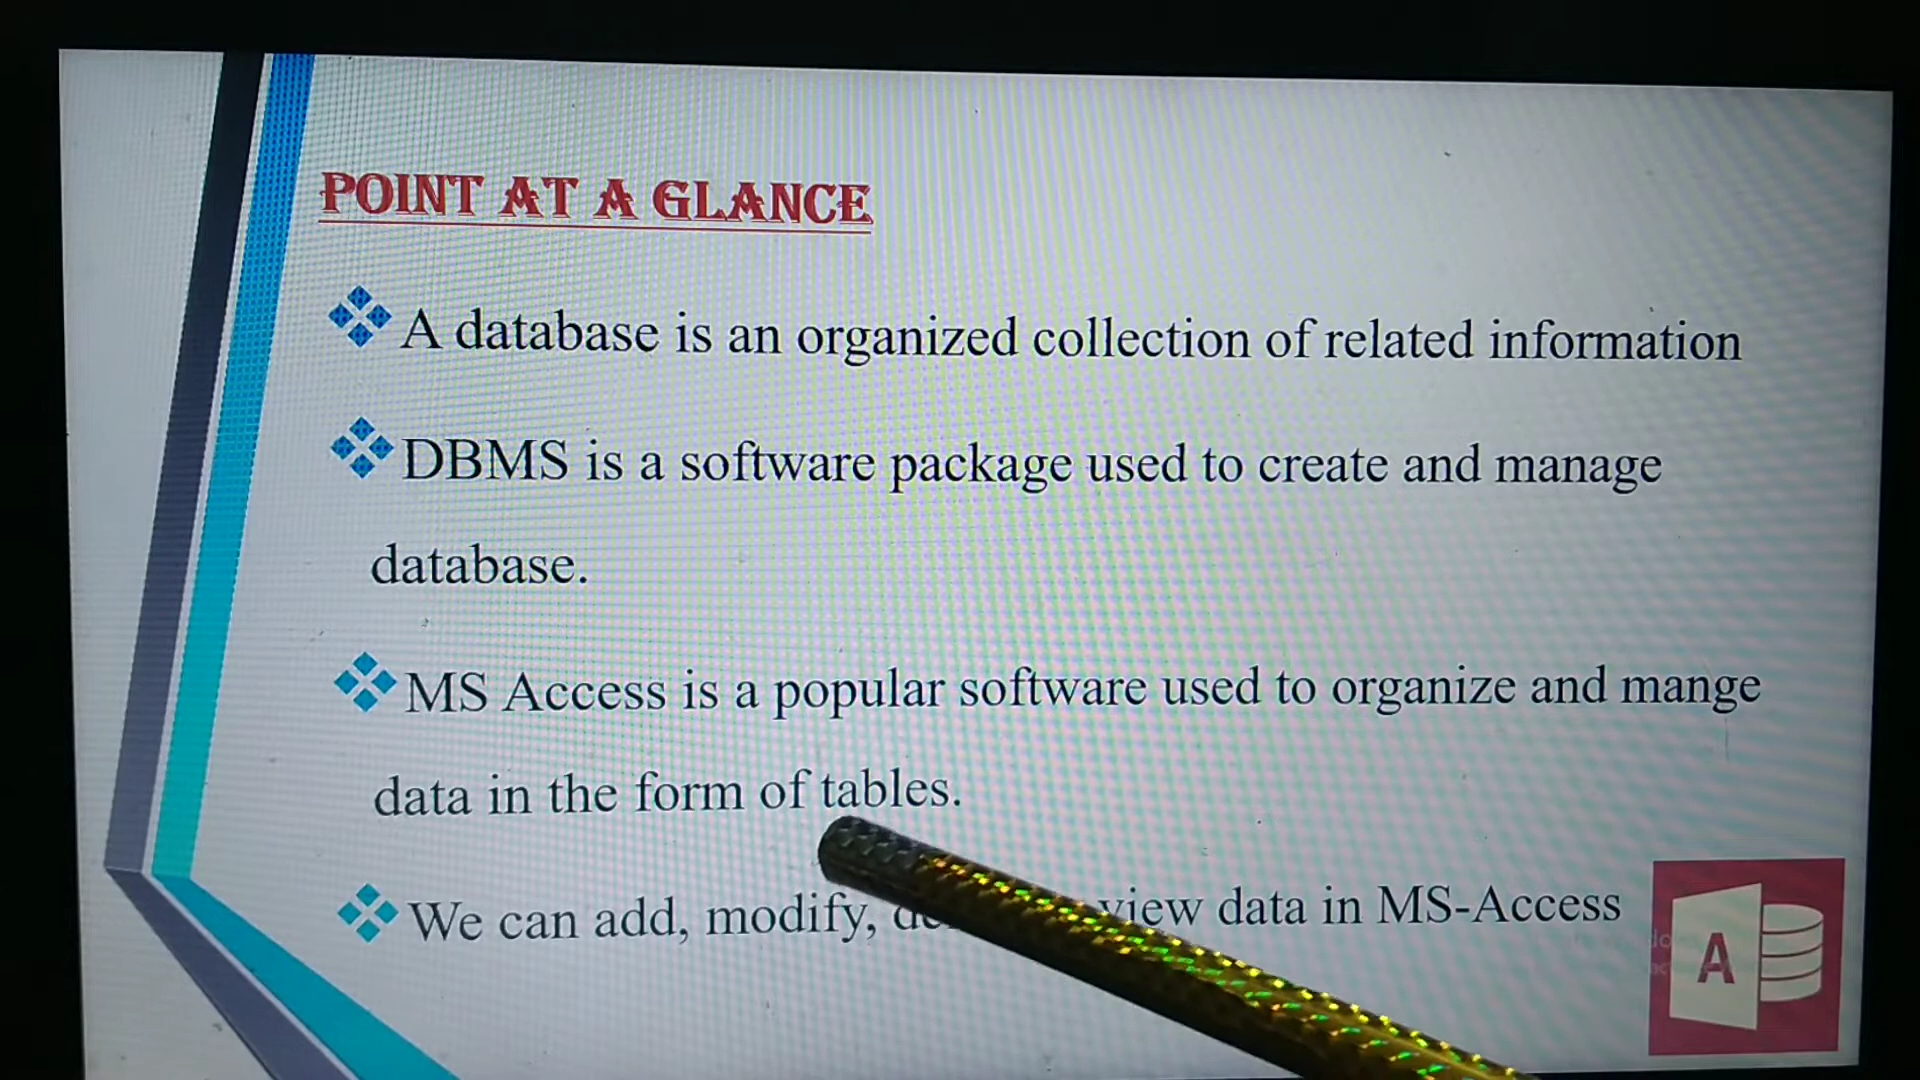 POINT AT A GLANCE
A database is an organized collection of related information
DBMS is a software package used to create and manage
database.
MS Access is a popular software used to organize and mange
data in the form of tables.
We can add, modify, view data in MS-Access
A